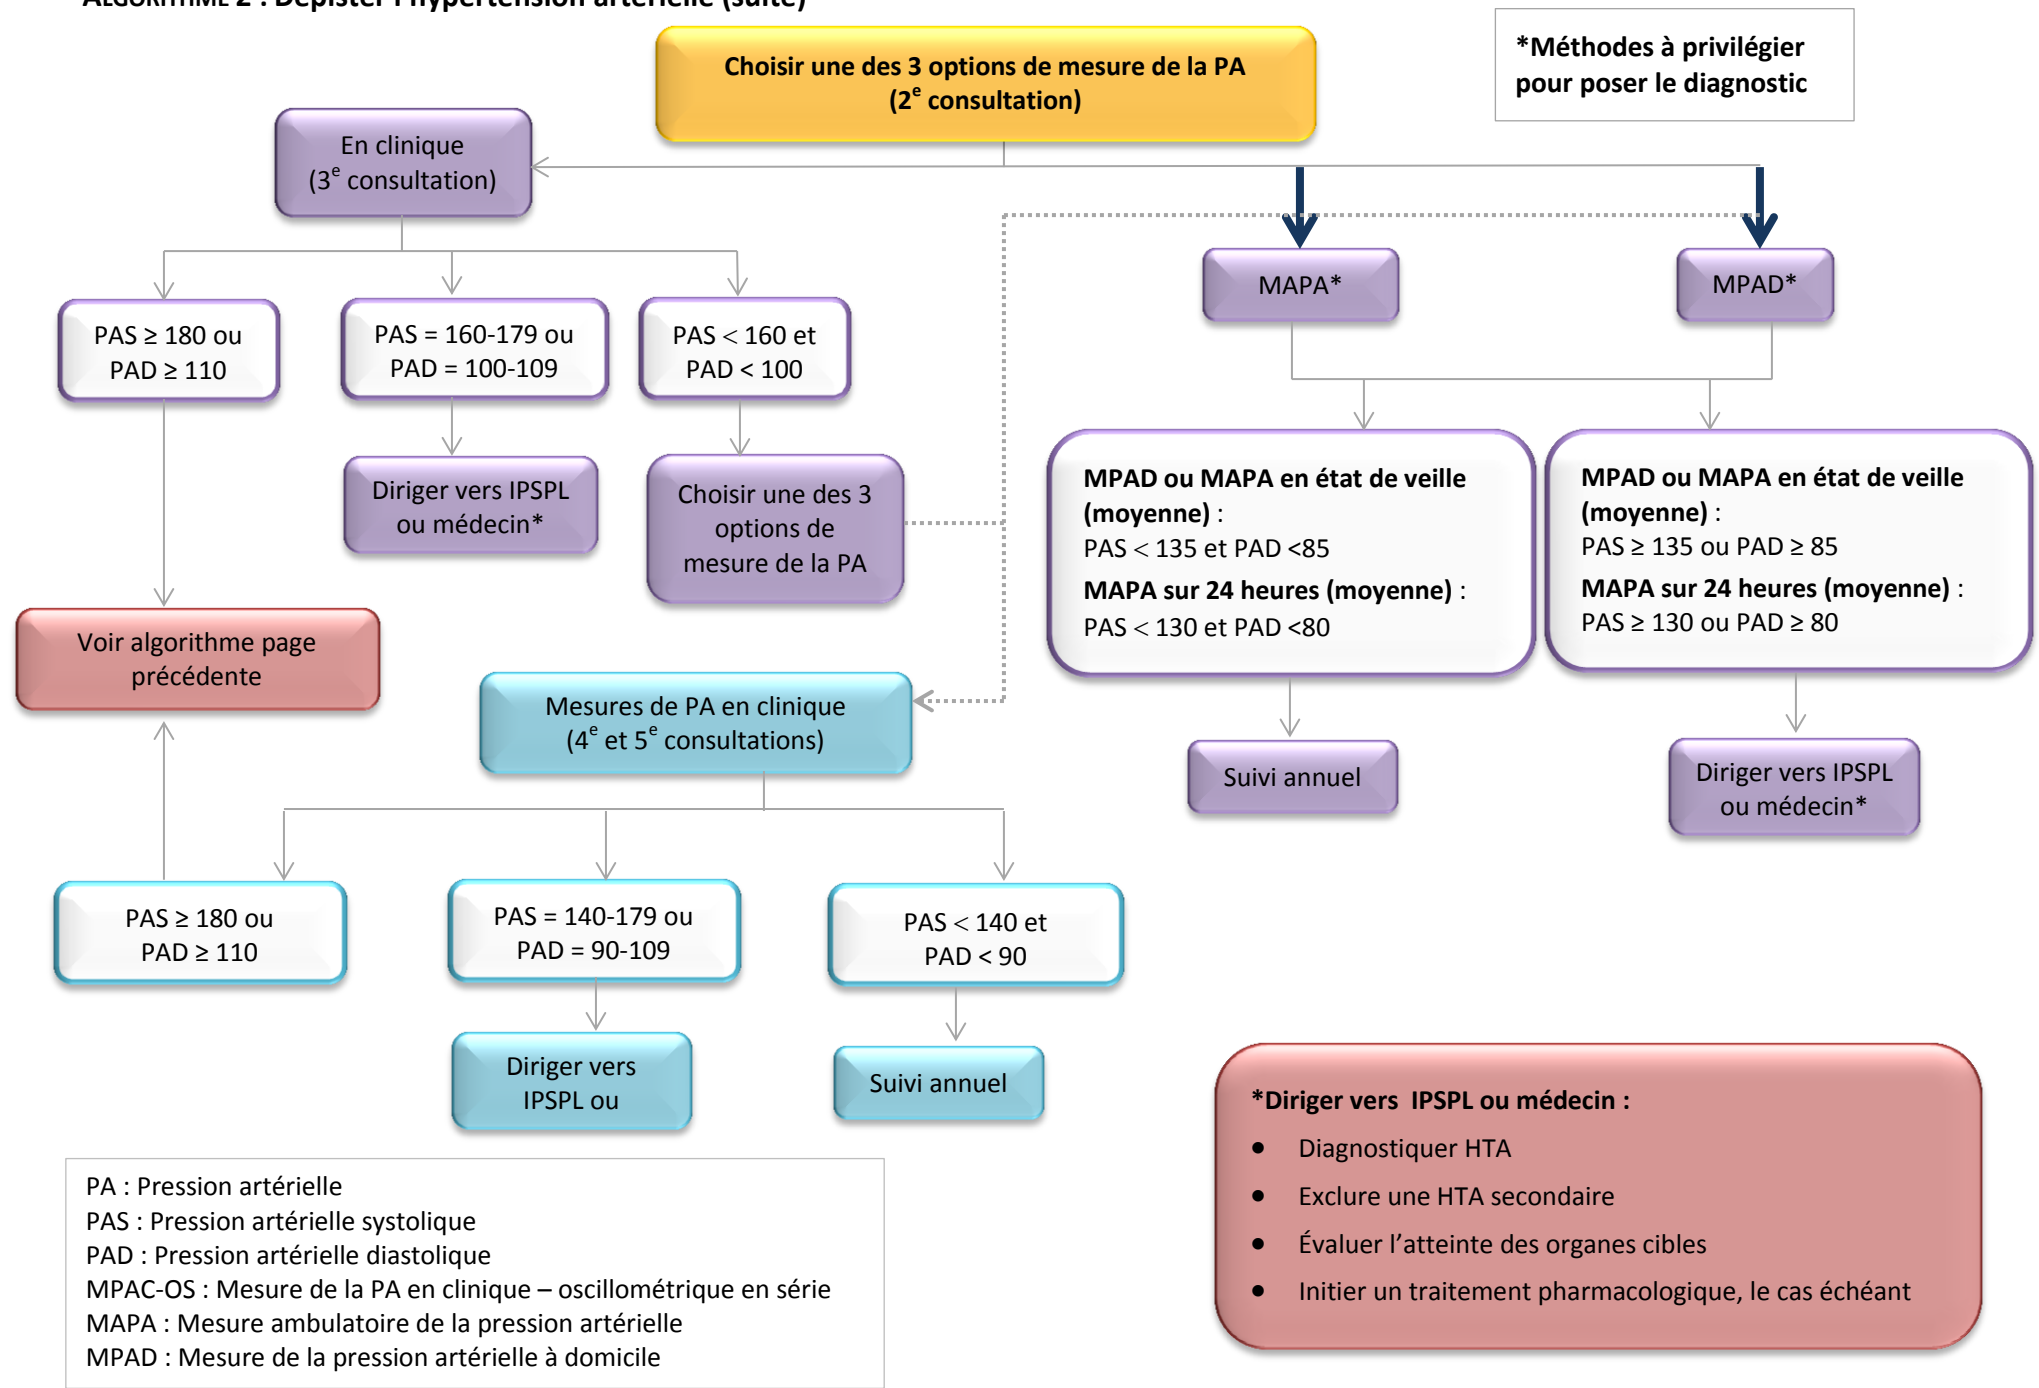 ALGORITHME 2 : Dépister l'hypertension artérielle (suite)
*Méthodes à privilégier
pour poser le diagnostic
Choisir une des 3 options de mesure de la PA
(2e consultation)
En clinique
(3e consultation)
MAPA*
MPAD*
PAS ≥ 180 ou
PAD ≥ 110
PAS = 160-179 ou
PAD = 100-109
PAS < 160 et
PAD < 100
Diriger vers IPSPL
ou médecin*
Choisir une des 3
options de
mesure de la PA
MPAD ou MAPA en état de veille
(moyenne) :
PAS < 135 et PAD <85
MAPA sur 24 heures (moyenne) :
PAS < 130 et PAD <80
MPAD ou MAPA en état de veille
(moyenne) :
PAS ≥ 135 ou PAD ≥ 85
MAPA sur 24 heures (moyenne) :
PAS ≥ 130 ou PAD ≥ 80
Voir algorithme page
précédente
Mesures de PA en clinique
(4e et 5e consultations)
Suivi annuel
Diriger vers IPSPL
ou médecin*
PAS ≥ 180 ou
PAD ≥ 110
PAS = 140-179 ou
PAD = 90-109
PAS < 140 et
PAD < 90
Diriger vers
IPSPL ou
Suivi annuel
*Diriger vers IPSPL ou médecin :
• Diagnostiquer HTA
• Exclure une HTA secondaire
• Évaluer l'atteinte des organes cibles
• Initier un traitement pharmacologique, le cas échéant
PA : Pression artérielle
PAS : Pression artérielle systolique
PAD : Pression artérielle diastolique
MPAC-OS : Mesure de la PA en clinique – oscillométrique en série
MAPA : Mesure ambulatoire de la pression artérielle
MPAD : Mesure de la pression artérielle à domicile